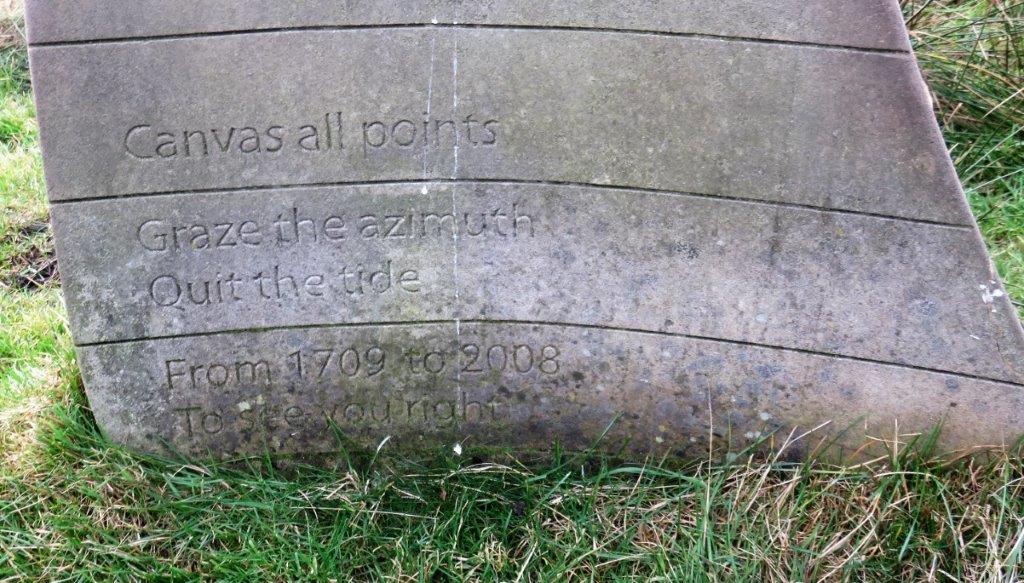 Canvas all points
Graze the azimuth
Quit the tide
From 1709 to 2008
To see you right